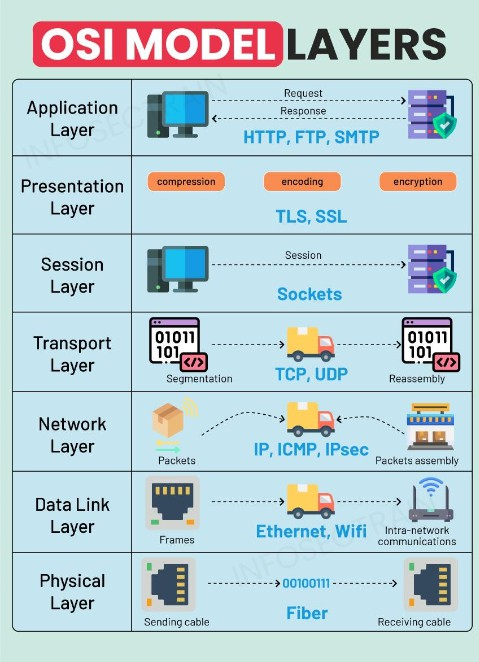 OSI MODEL LAYERS
Application
Layer
Request
Response
HTTP, FTP, SMTP
Presentation
Layer
compression
encoding
encryption
TLS, SSL
Session
Layer
Session
Sockets
Transport
Layer
01011
101
</>
Segmentation
TCP, UDP
01011
101
</>
Reassembly
Network
Layer
Packets
IP, ICMP, IPsec
Packets assembly
Data Link
Layer
Frames
Ethernet, Wifi
Intra-network
communications
Physical
Layer
Sending cable
00100111
Fiber
Receiving cable
INFOSECTRAIN
INFOSECTRAIN